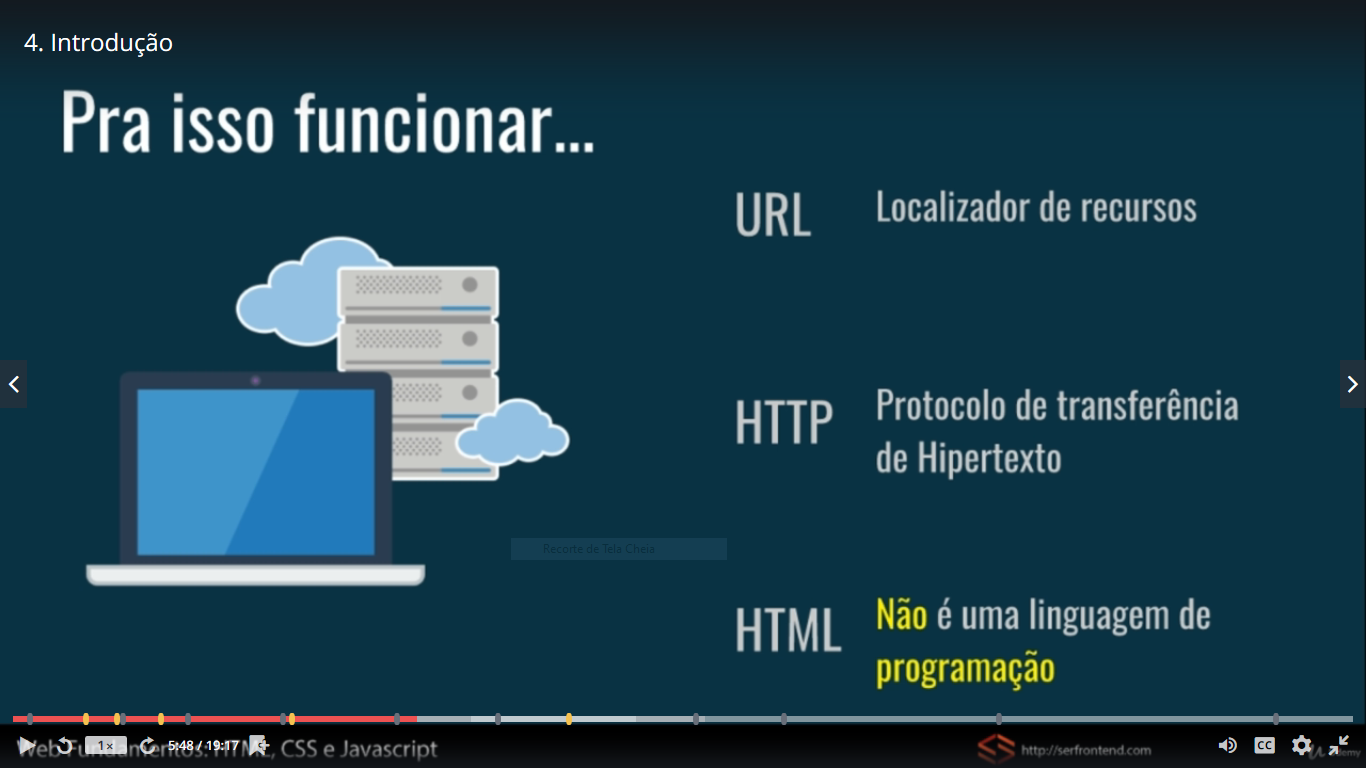 4. Introdução
Pra isso funcionar...
URL
Localizador de recursos
HTTP
Protocolo de transferência
de Hipertexto
Recorte de Tela Cheia
HTML
Não é uma linguagem de
programação
1x
5:48 / 19:17
Web Fundamentos: HTML, CSS e Javascript
http://serfrontend.com
CC